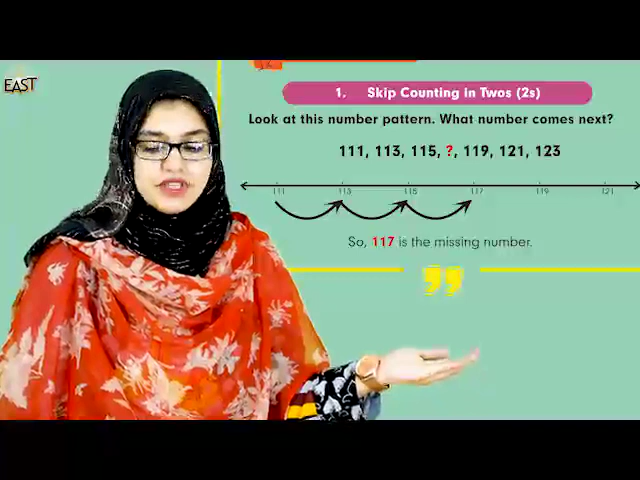 EAST
1. Skip Counting in Twos (2s)
Look at this number pattern. What number comes next?
111, 113, 115, ?, 119, 121, 123
111 113 115 117 119 121
So, 117 is the missing number.